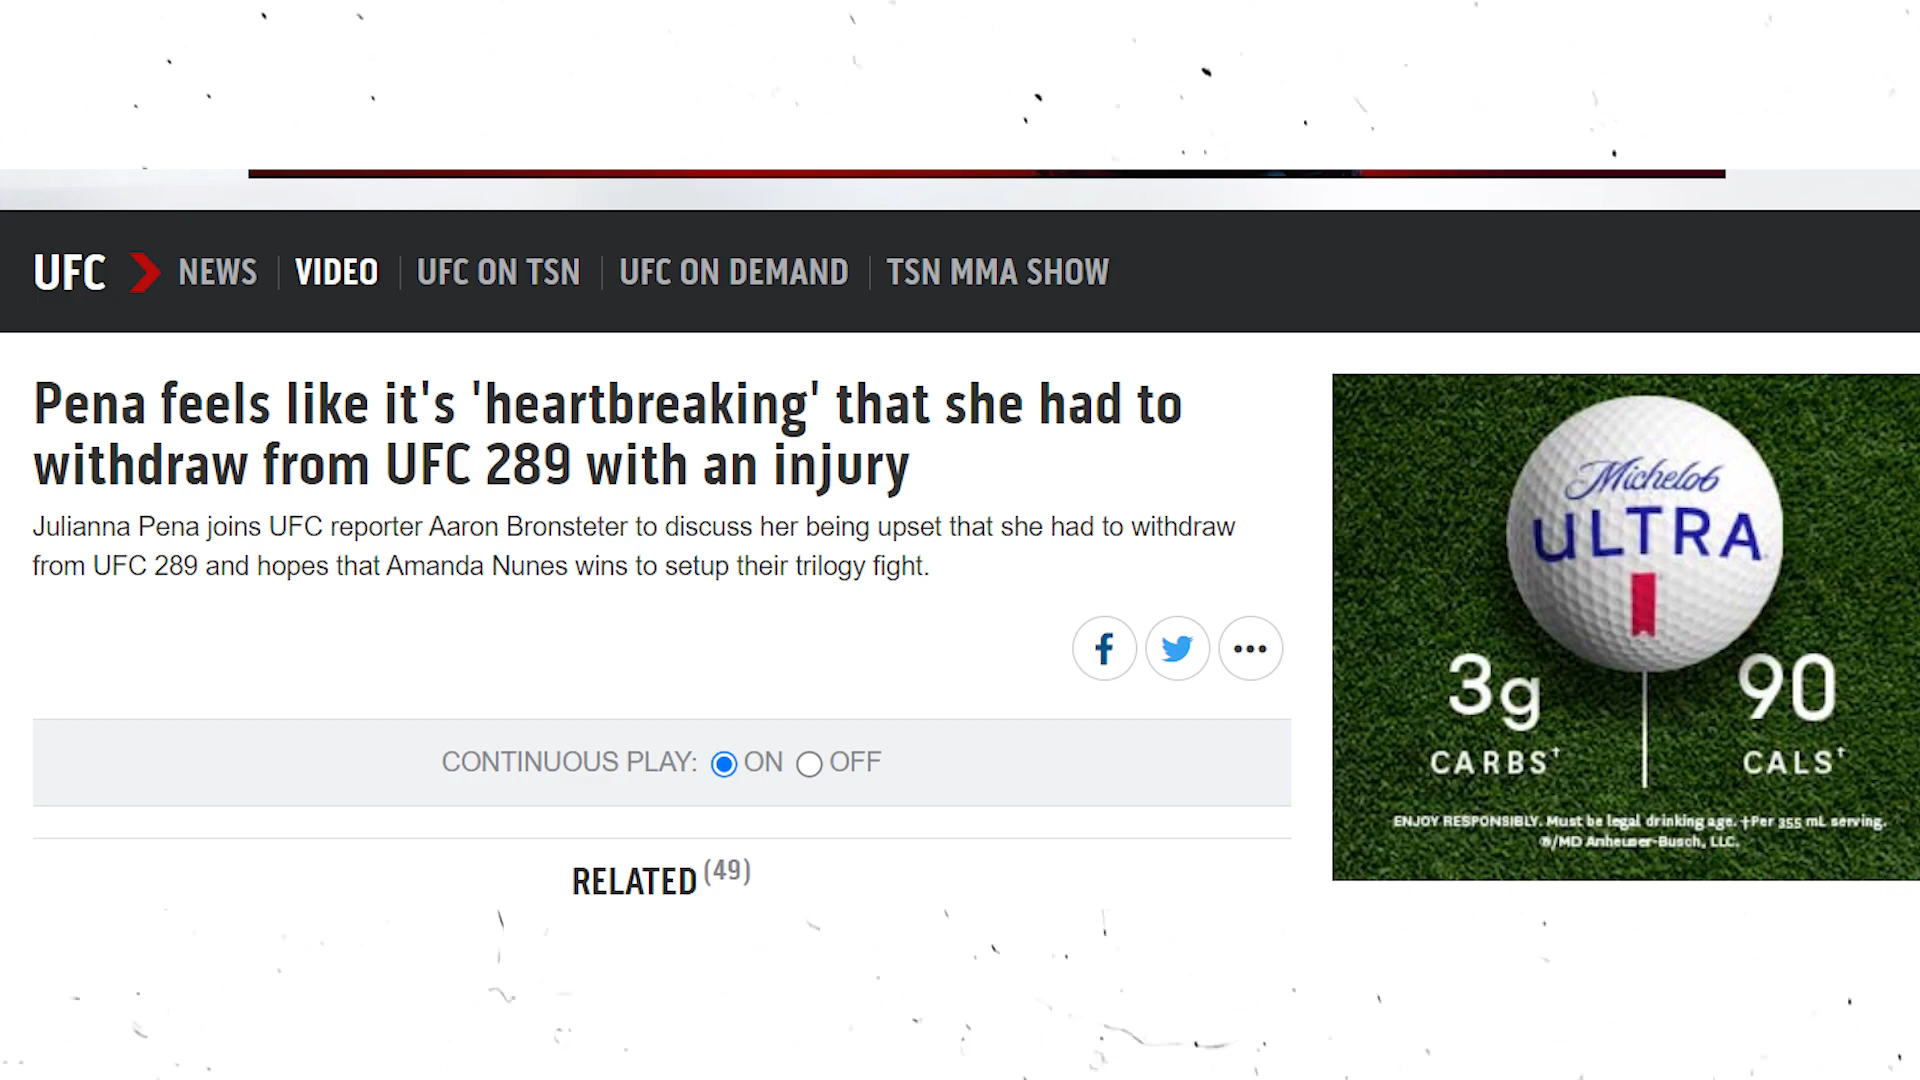 UFC NEWS VIDEO UFC ON TSN UFC ON DEMAND TSN MMA SHOW
Pena feels like it's 'heartbreaking' that she had to
withdraw from UFC 289 with an injury
Julianna Pena joins UFC reporter Aaron Bronsteter to discuss her being upset that she had to withdraw
from UFC 289 and hopes that Amanda Nunes wins to setup their trilogy fight.
CONTINUOUS PLAY: ON OFF
RELATED (49)
Michelob
ULTRA
3g 90
CARBS† CALS†
ENJOY RESPONSIBLY. Must be legal drinking age. †Per 355 mL serving.
®/MD Anheuser-Busch, LLC.